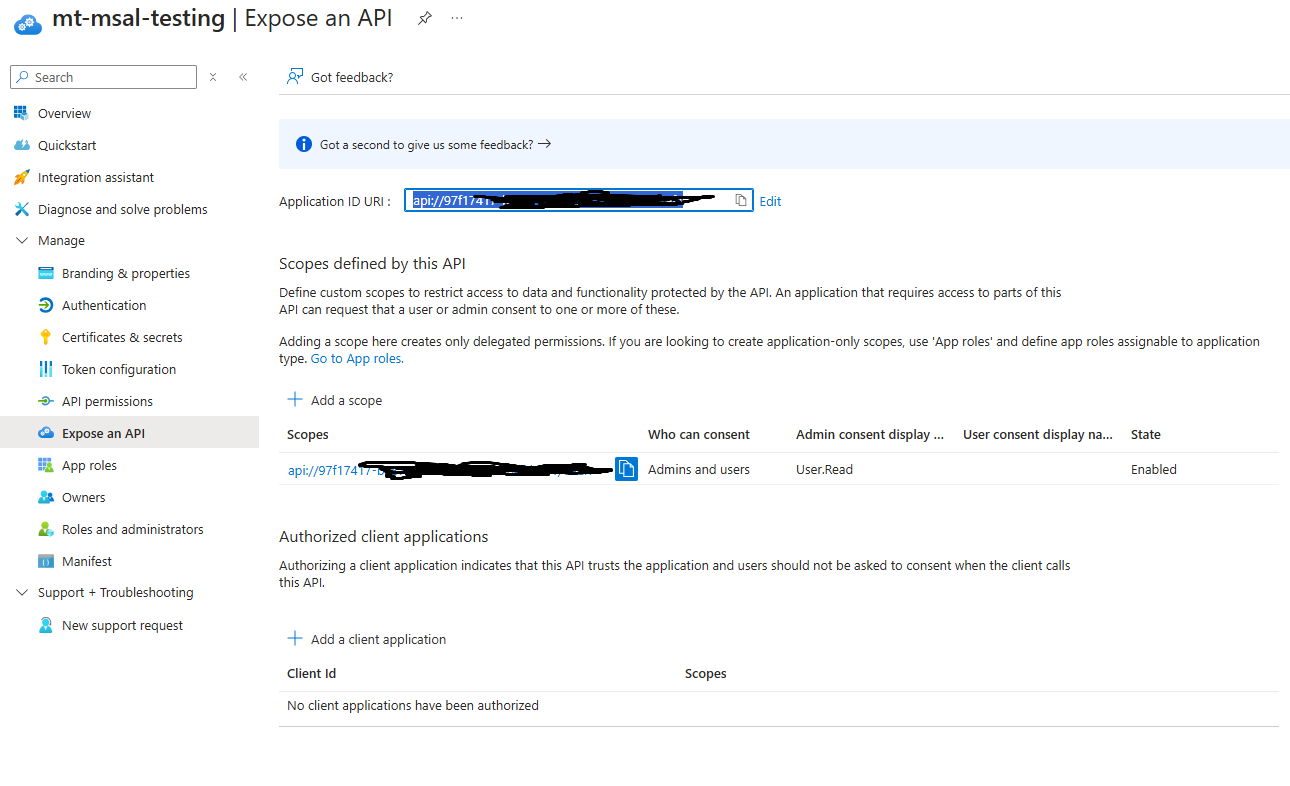 mt-msal-testing | Expose an API
Search
Got feedback?
Overview
Quickstart
Integration assistant
Diagnose and solve problems
Manage
Branding & properties
Authentication
Certificates & secrets
Token configuration
API permissions
Expose an API
App roles
Owners
Roles and administrators
Manifest
Support + Troubleshooting
New support request
Got a second to give us some feedback? →
Application ID URI : api://97f17417 Edit
Scopes defined by this API
Define custom scopes to restrict access to data and functionality protected by the API. An application that requires access to parts of this
API can request that a user or admin consent to one or more of these.
Adding a scope here creates only delegated permissions. If you are looking to create application-only scopes, use 'App roles' and define app roles assignable to application
type. Go to App roles.
Add a scope
Scopes Who can consent Admin consent display ... User consent display na... State
api://97f17417- Admins and users User.Read Enabled
Authorized client applications
Authorizing a client application indicates that this API trusts the application and users should not be asked to consent when the client calls
this API.
Add a client application
Client Id Scopes
No client applications have been authorized